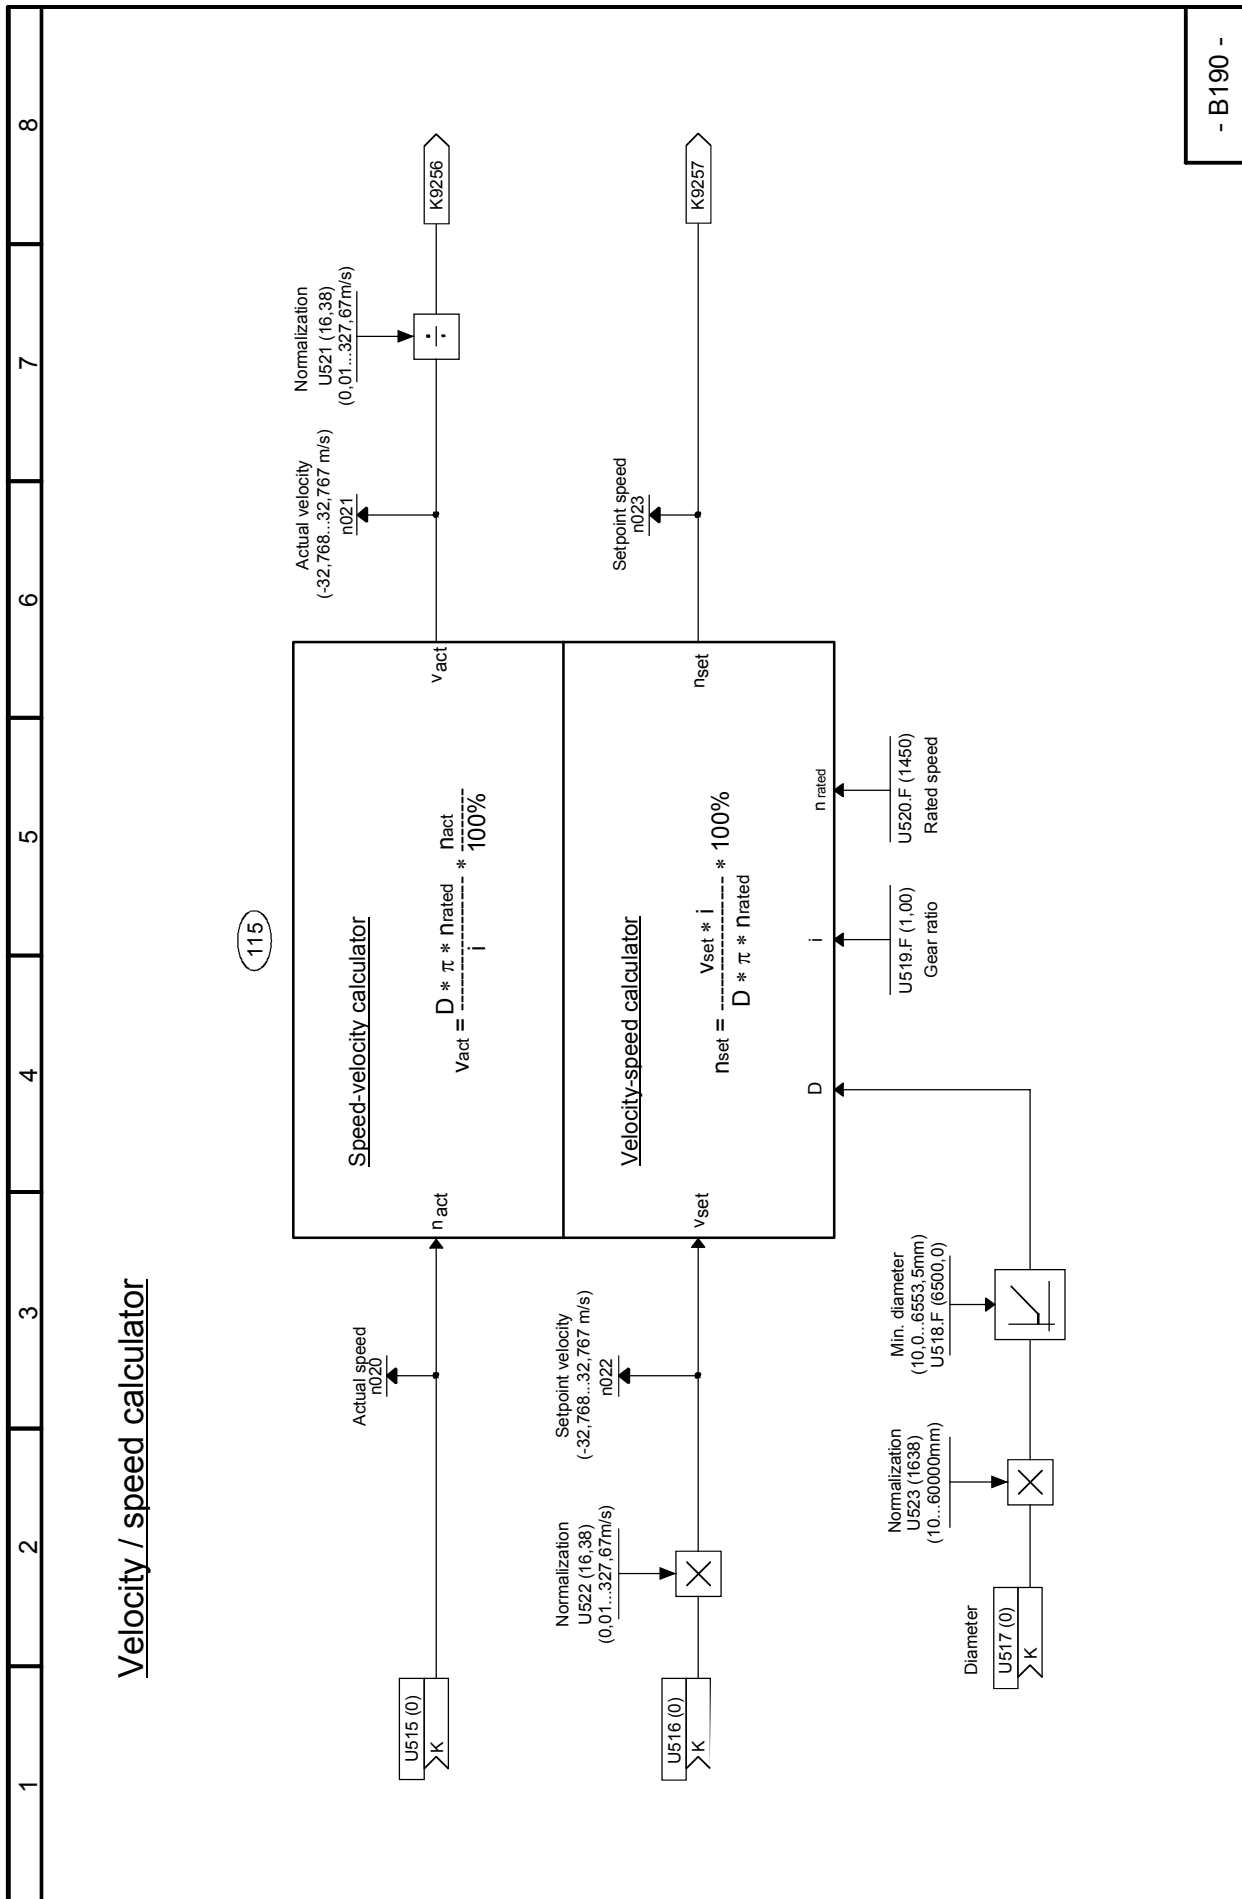 1
2
3
4
5
6
7
8
Velocity / speed calculator
115
U515 (0)
K
Actual speed
n020
n act
Speed-velocity calculator
vact = D * π * nrated / i * nact / 100%
vact
Actual velocity
(-32,768...32,767 m/s)
n021
Normalization
U521 (16,38)
(0,01...327,67m/s)
K9256
U516 (0)
K
Normalization
U522 (16,38)
(0,01...327,67m/s)
Setpoint velocity
(-32,768...32,767 m/s)
n022
vset
Velocity-speed calculator
nset = vset * i / D * π * nrated * 100%
nset
Setpoint speed
n023
K9257
D
i
n rated
U519.F (1,00)
Gear ratio
U520.F (1450)
Rated speed
Diameter
U517 (0)
K
Normalization
U523 (1638)
(10...60000mm)
Min. diameter
(10,0...6553,5mm)
U518.F (6500,0)
- B190 -